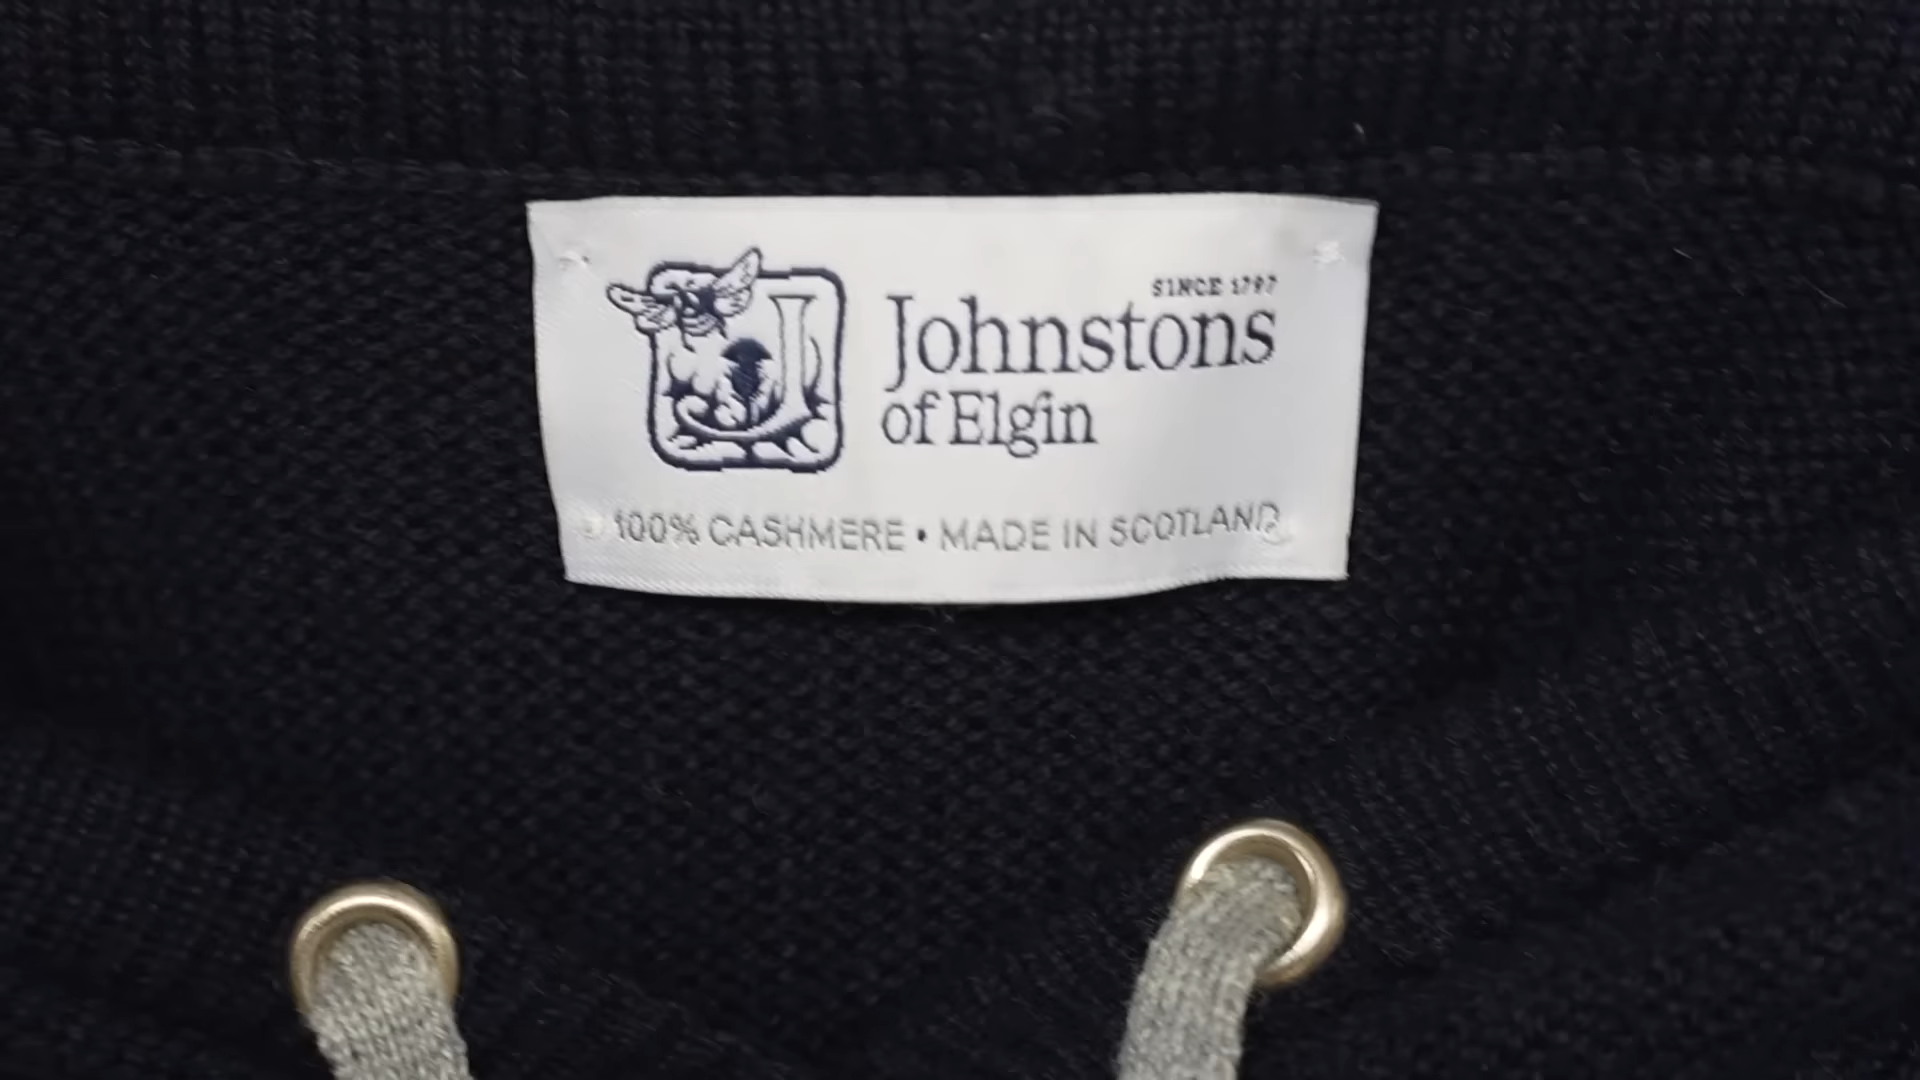 SINCE 1797
Johnstons
of Elgin
100% CASHMERE • MADE IN SCOTLAND